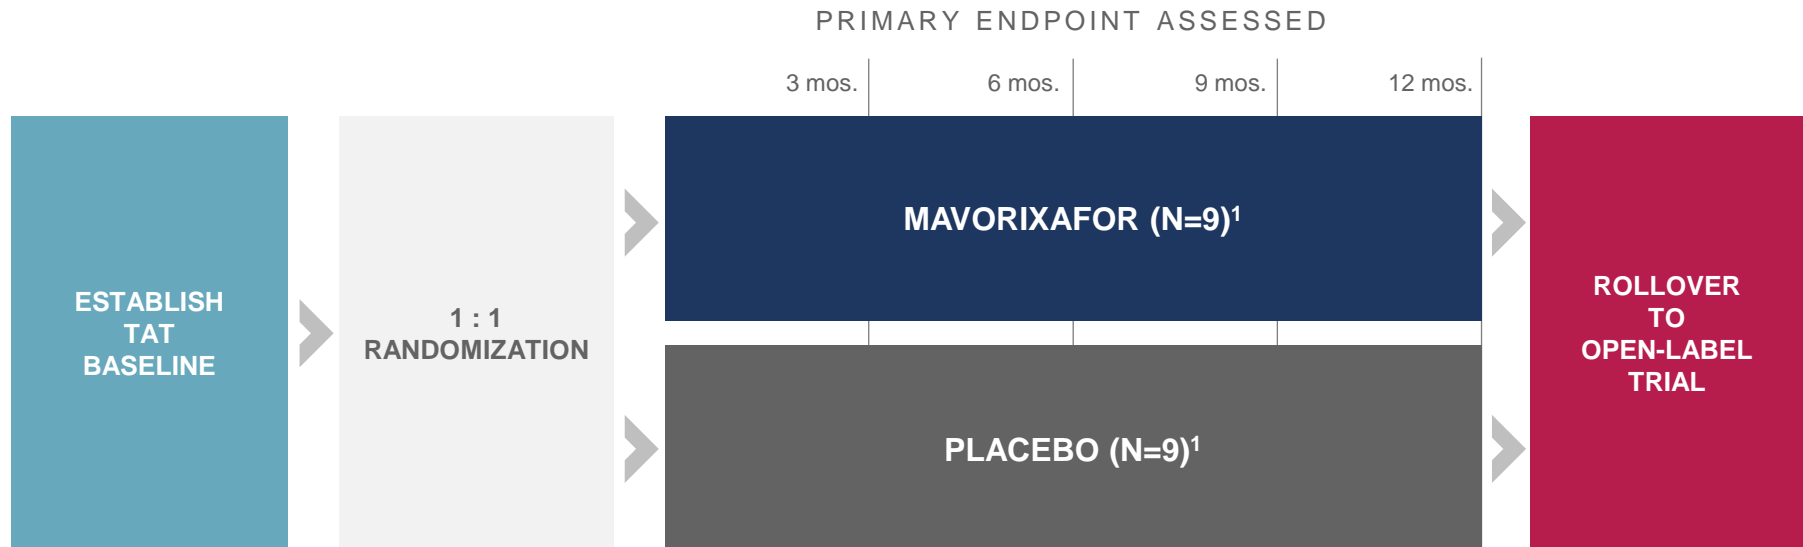 PRIMARY ENDPOINT ASSESSED
3 mos.
6 mos.
9 mos.
12 mos.
ESTABLISH
TAT
BASELINE
1 : 1
RANDOMIZATION
MAVORIXAFOR (N=9)¹
PLACEBO (N=9)¹
ROLLOVER
TO
OPEN-LABEL
TRIAL